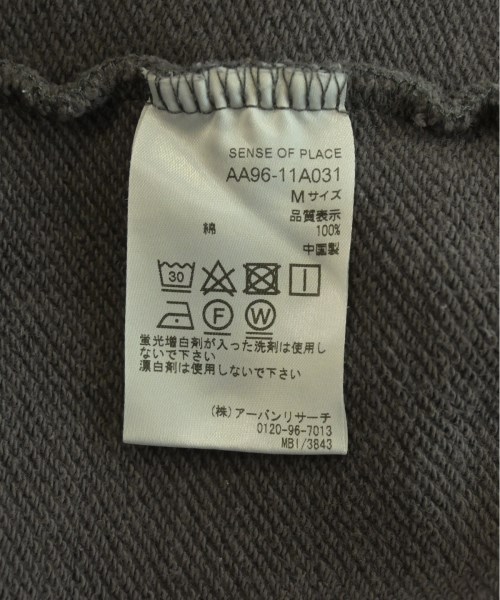 SENSE OF PLACE
AA96-11A031
Mサイズ
品質表示
綿 100%
中国製
30
F W
蛍光増白剤が入った洗剤は使用し
ないで下さい
漂白剤は使用しないで下さい
(株)アーバンリサーチ
0120-96-7013
MBI/3843